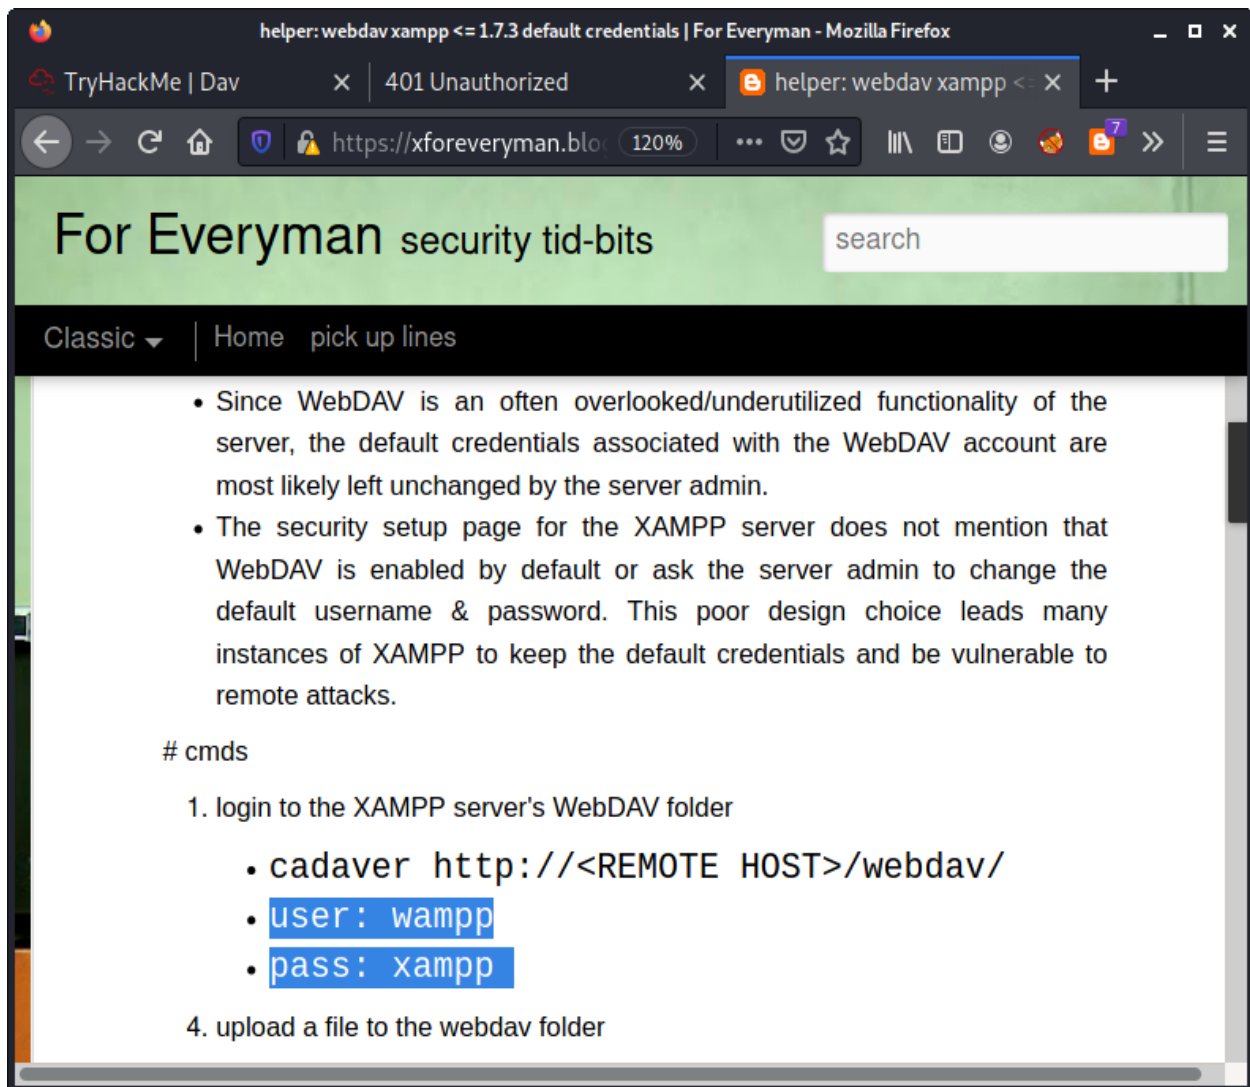 helper: webdav xampp <= 1.7.3 default credentials | For Everyman - Mozilla Firefox
TryHackMe | Dav
401 Unauthorized
helper: webdav xampp <=
https://xforeveryman.blo
120%
7
For Everyman security tid-bits
search
Classic
Home
pick up lines
• Since WebDAV is an often overlooked/underutilized functionality of the
server, the default credentials associated with the WebDAV account are
most likely left unchanged by the server admin.
• The security setup page for the XAMPP server does not mention that
WebDAV is enabled by default or ask the server admin to change the
default username & password. This poor design choice leads many
instances of XAMPP to keep the default credentials and be vulnerable to
remote attacks.
# cmds
1. login to the XAMPP server's WebDAV folder
• cadaver http://<REMOTE HOST>/webdav/
• user: wampp
• pass: xampp
4. upload a file to the webdav folder